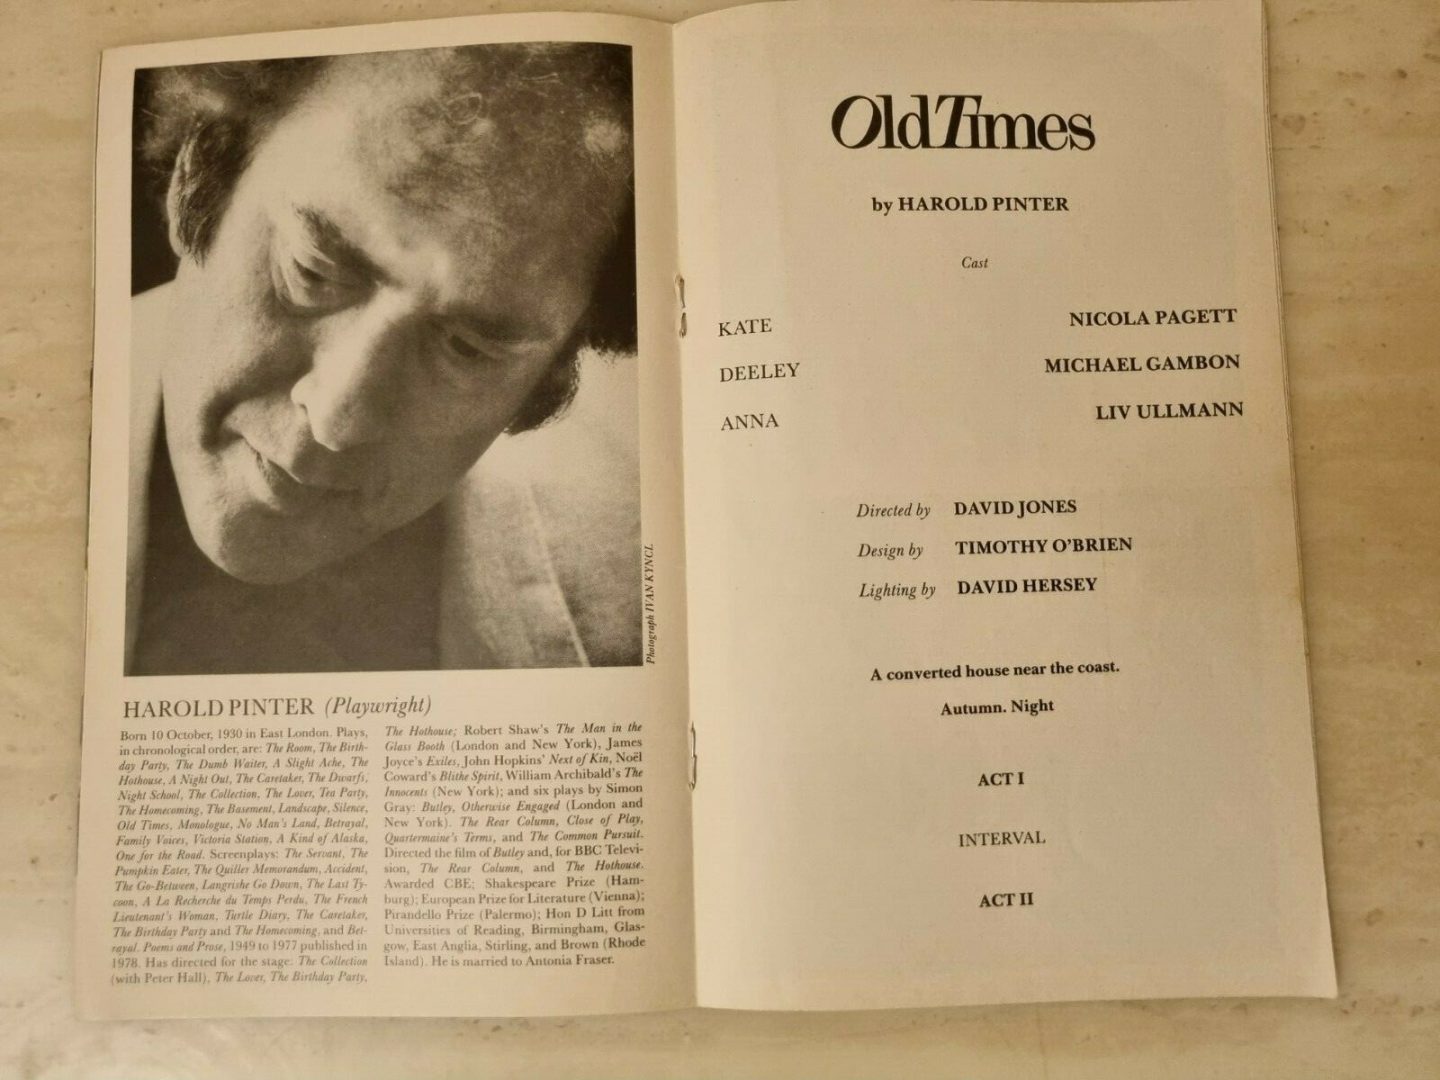 Photograph IVAN KYNCL
HAROLD PINTER (Playwright)
Born 10 October, 1930 in East London. Plays,
in chronological order, are: The Room, The Birth-
day Party, The Dumb Waiter, A Slight Ache, The
Hothouse, A Night Out, The Caretaker, The Dwarfs,
Night School, The Collection, The Lover, Tea Party,
The Homecoming, The Basement, Landscape, Silence,
Old Times, Monologue, No Man's Land, Betrayal,
Family Voices, Victoria Station, A Kind of Alaska,
One for the Road. Screenplays: The Servant, The
Pumpkin Eater, The Quiller Memorandum, Accident,
The Go-Between, Langrishe Go Down, The Last Ty-
coon, A La Recherche du Temps Perdu, The French
Lieutenant's Woman, Turtle Diary, The Caretaker,
The Birthday Party and The Homecoming, and Bet-
rayal. Poems and Prose, 1949 to 1977 published in
1978. Has directed for the stage: The Collection
(with Peter Hall), The Lover, The Birthday Party,
The Hothouse; Robert Shaw's The Man in the
Glass Booth (London and New York), James
Joyce's Exiles, John Hopkins' Next of Kin, Noël
Coward's Blithe Spirit, William Archibald's The
Innocents (New York); and six plays by Simon
Gray: Butley, Otherwise Engaged (London and
New York). The Rear Column, Close of Play,
Quartermaine's Terms, and The Common Pursuit.
Directed the film of Butley and, for BBC Televi-
sion, The Rear Column, and The Hothouse.
Awarded CBE; Shakespeare Prize (Ham-
burg); European Prize for Literature (Vienna);
Pirandello Prize (Palermo); Hon D Litt from
Universities of Reading, Birmingham, Glas-
gow, East Anglia, Stirling, and Brown (Rhode
Island). He is married to Antonia Fraser.
Old Times
by HAROLD PINTER
Cast
KATE NICOLA PAGETT
DEELEY MICHAEL GAMBON
ANNA LIV ULLMANN
Directed by DAVID JONES
Design by TIMOTHY O'BRIEN
Lighting by DAVID HERSEY
A converted house near the coast.
Autumn. Night
ACT I
INTERVAL
ACT II